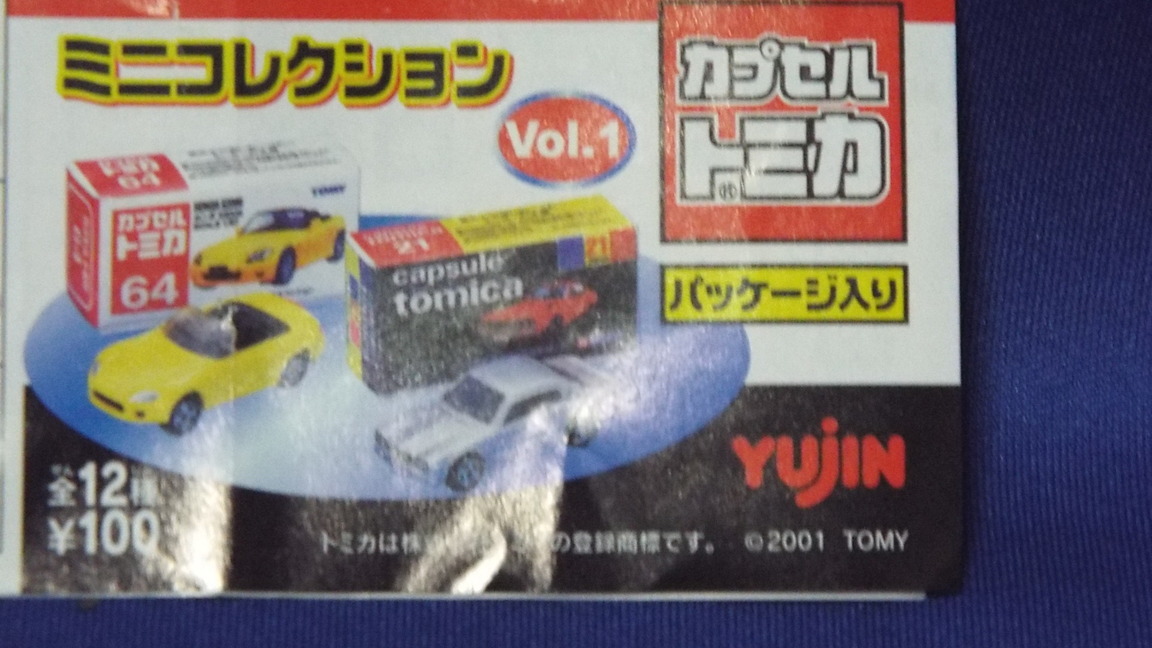 ミニコレクション
Vol.1
カプセル
トミカ
パッケージ入り
64
TOMY
カプセル
トミカ
64
21
21
capsule
tomica
YUJIN
全12種
¥100
トミカは株 の登録商標です。 ©2001 TOMY